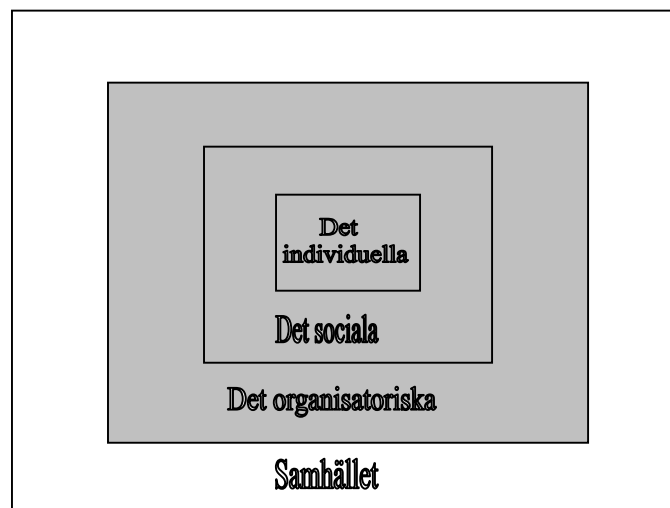 Det
individuella
Det sociala
Det organisatoriska
Samhället